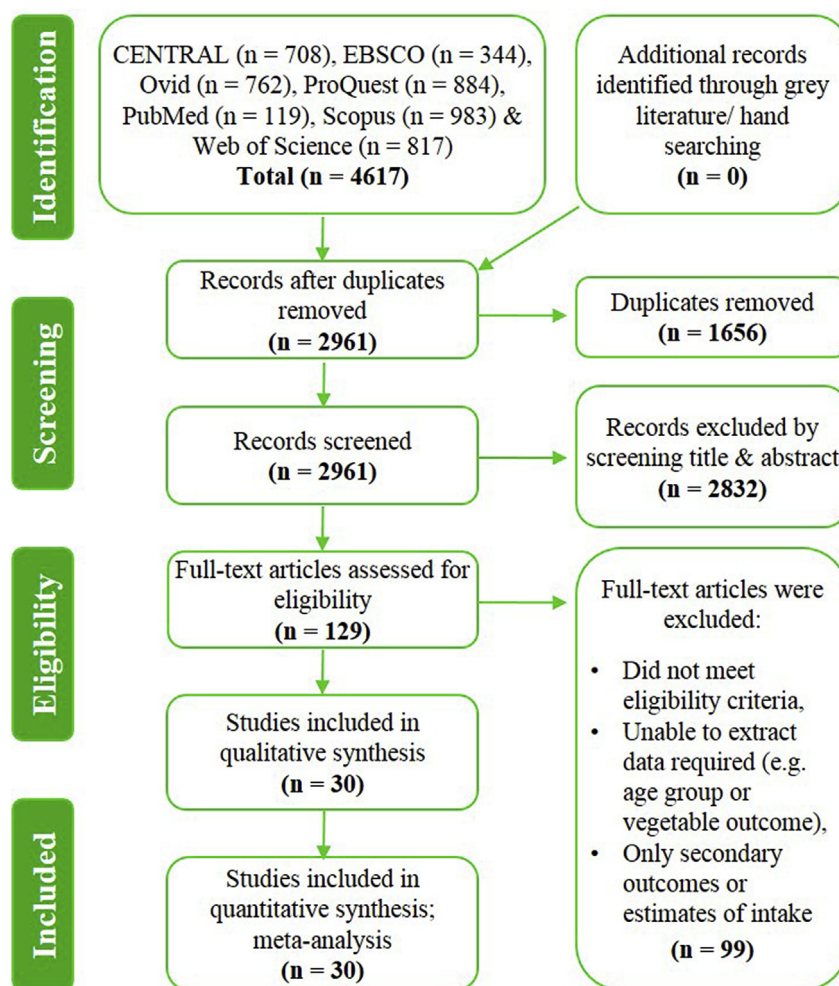 Identification
CENTRAL (n = 708), EBSCO (n = 344),
Ovid (n = 762), ProQuest (n = 884),
PubMed (n = 119), Scopus (n = 983) &
Web of Science (n = 817)
Total (n = 4617)
Additional records
identified through grey
literature/ hand
searching
(n = 0)
Screening
Records after duplicates
removed
(n = 2961)
Duplicates removed
(n = 1656)
Records screened
(n = 2961)
Records excluded by
screening title & abstract
(n = 2832)
Eligibility
Full-text articles assessed for
eligibility
(n = 129)
Full-text articles were
excluded:
• Did not meet
eligibility criteria,
• Unable to extract
data required (e.g.
age group or
vegetable outcome),
• Only secondary
outcomes or
estimates of intake
(n = 99)
Studies included in
qualitative synthesis
(n = 30)
Included
Studies included in
quantitative synthesis;
meta-analysis
(n = 30)